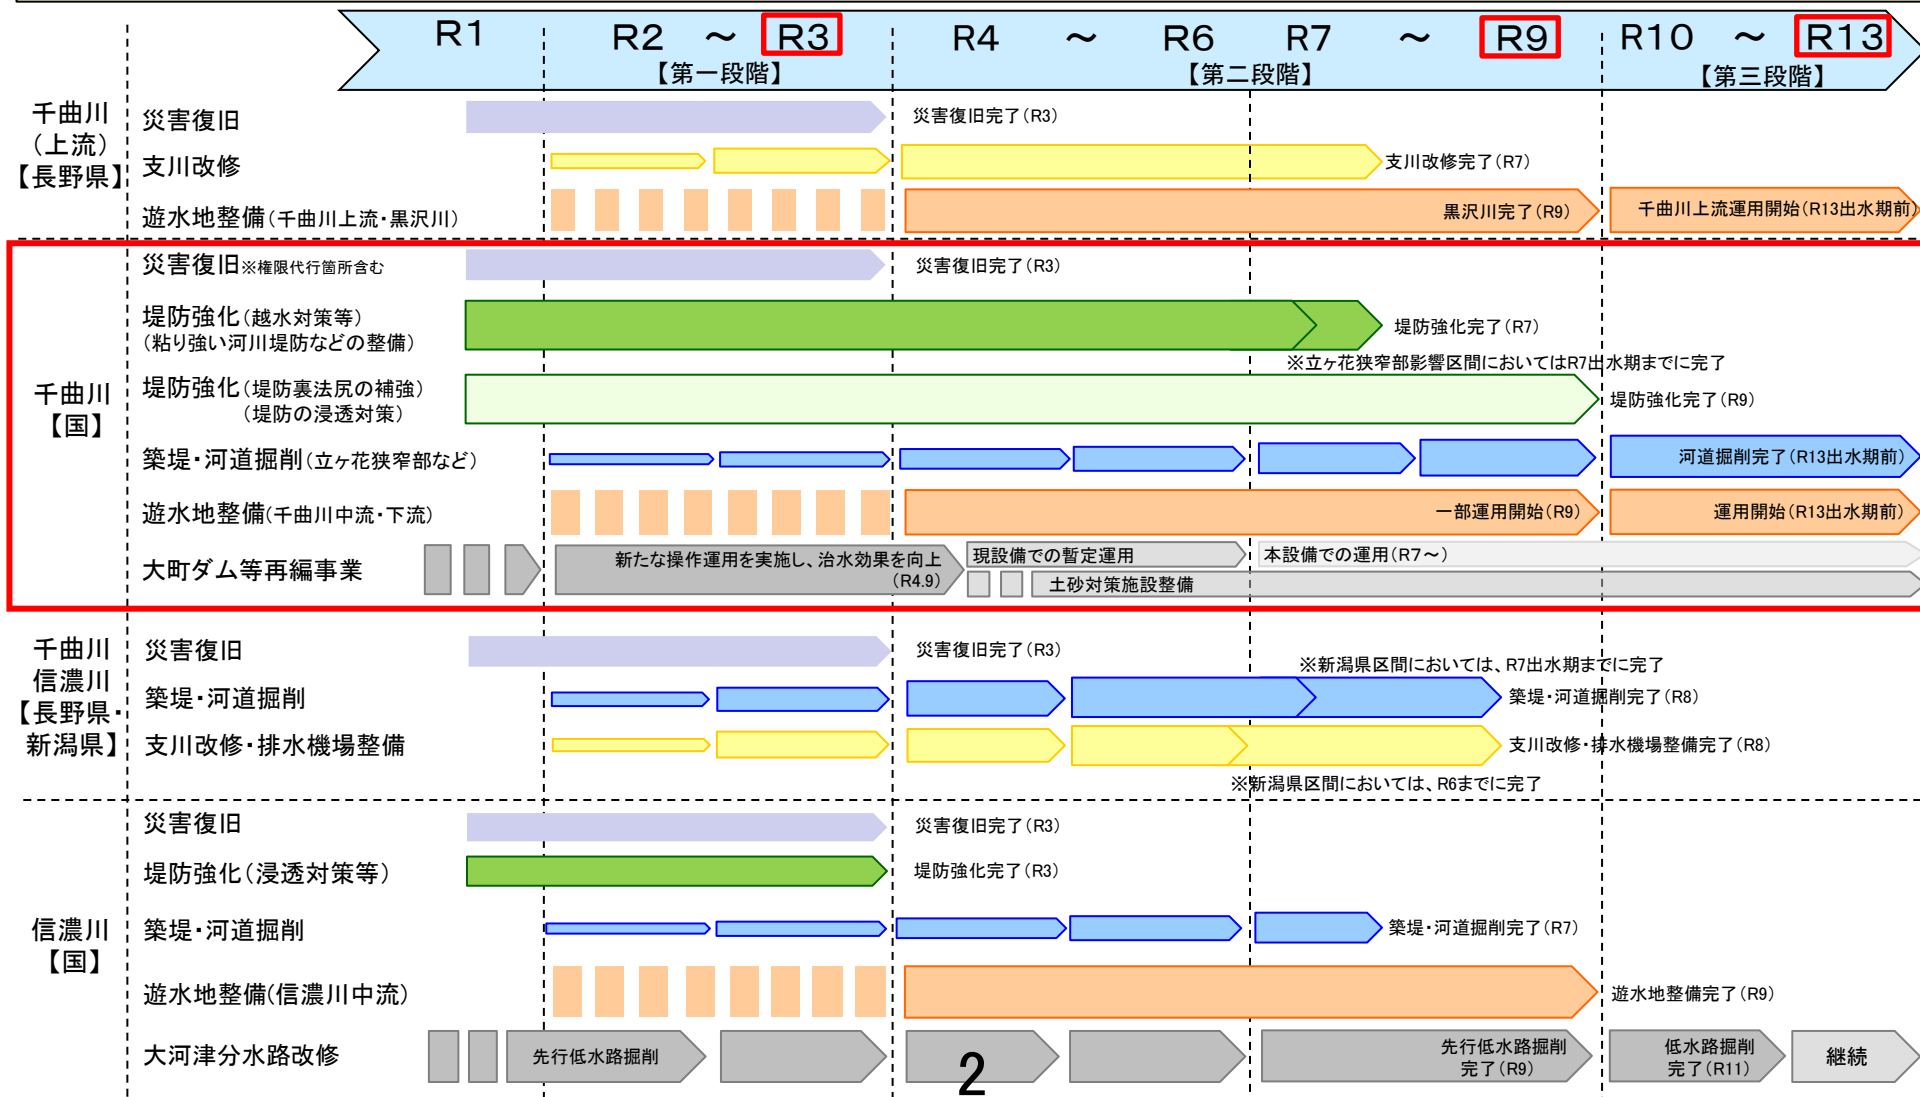 R1 R2 ～ R3 R4 ～ R6 R7 ～ R9 R10 ～ R13
【第一段階】 【第二段階】 【第三段階】
千曲川
（上流）
【長野県】
災害復旧 災害復旧完了（R3）
支川改修 支川改修完了（R7）
遊水地整備（千曲川上流・黒沢川） 黒沢川完了（R9） 千曲川上流運用開始（R13出水期前）
千曲川
【国】
災害復旧※権限代行箇所含む 災害復旧完了（R3）
堤防強化（越水対策等）
（粘り強い河川堤防などの整備） 堤防強化完了（R7）
※立ヶ花狭窄部影響区間においてはR7出水期までに完了
堤防強化（堤防裏法尻の補強）
（堤防の浸透対策） 堤防強化完了（R9）
築堤・河道掘削（立ヶ花狭窄部など） 河道掘削完了（R13出水期前）
遊水地整備（千曲川中流・下流） 一部運用開始（R9） 運用開始（R13出水期前）
大町ダム等再編事業
新たな操作運用を実施し、治水効果を向上
（R4.9）
現設備での暫定運用 本設備での運用（R7～）
土砂対策施設整備
千曲川
信濃川
【長野県・
新潟県】
災害復旧 災害復旧完了（R3）
※新潟県区間においては、R7出水期までに完了
築堤・河道掘削 築堤・河道掘削完了（R8）
支川改修・排水機場整備 支川改修・排水機場整備完了（R8）
※新潟県区間においては、R6までに完了
信濃川
【国】
災害復旧 災害復旧完了（R3）
堤防強化（浸透対策等） 堤防強化完了（R3）
築堤・河道掘削 築堤・河道掘削完了（R7）
遊水地整備（信濃川中流） 遊水地整備完了（R9）
大河津分水路改修 先行低水路掘削
先行低水路掘削
完了（R9）
低水路掘削
完了（R11）
継続
2